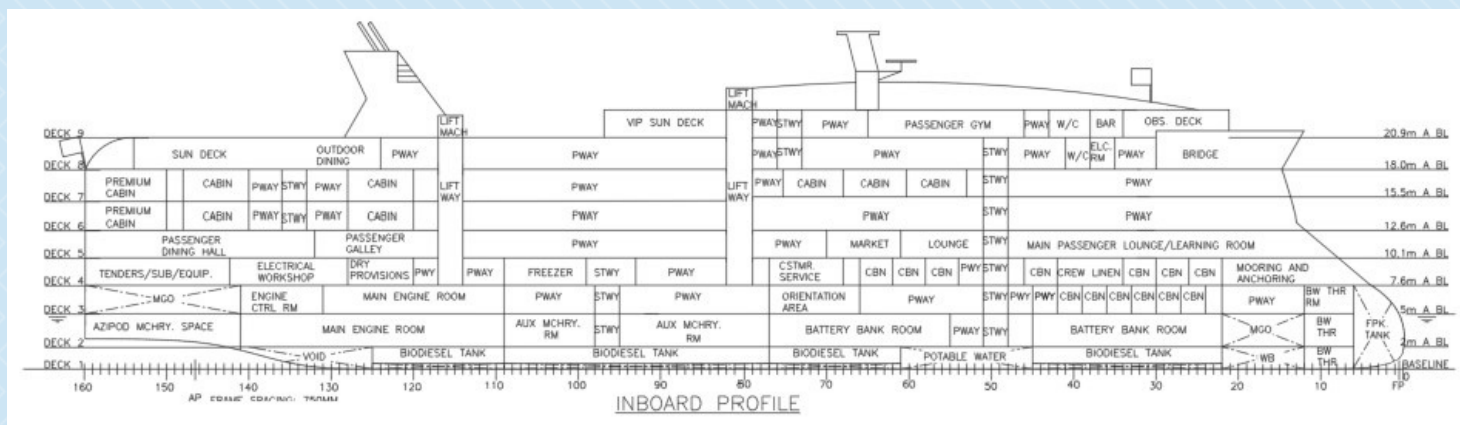 LIFT
MACH
VIP SUN DECK
PWAY
STWY
PWAY
PASSENGER GYM
PWAY
W/C
BAR
OBS. DECK
LIFT
MACH
DECK 9
20.9m A BL
SUN DECK
OUTDOOR
DINING
PWAY
PWAY
PWAY
STWY
PWAY
STWY
PWAY
W/C
ELC.
RM
PWAY
BRIDGE
DECK 8
18.0m A BL
PREMIUM
CABIN
CABIN
PWAY
STWY
PWAY
CABIN
LIFT
WAY
PWAY
LIFT
WAY
PWAY
CABIN
CABIN
CABIN
STWY
PWAY
DECK 7
15.5m A BL
PREMIUM
CABIN
CABIN
PWAY
STWY
PWAY
CABIN
PWAY
PWAY
STWY
PWAY
DECK 6
12.6m A BL
PASSENGER
DINING HALL
PASSENGER
GALLEY
PWAY
PWAY
MARKET
LOUNGE
STWY
MAIN PASSENGER LOUNGE/LEARNING ROOM
DECK 5
10.1m A BL
TENDERS/SUB/EQUIP.
ELECTRICAL
WORKSHOP
DRY
PROVISIONS
PWY
PWAY
FREEZER
STWY
PWAY
CSTMR.
SERVICE
CBN
CBN
CBN
PWY
STWY
CBN
CREW LINEN
CBN
CBN
CBN
MOORING AND
ANCHORING
DECK 4
7.6m A BL
MGO
ENGINE
CTRL RM
MAIN ENGINE ROOM
PWAY
STWY
PWAY
ORIENTATION
AREA
PWAY
STWY
PWY
PWY
CBN
CBN
CBN
CBN
CBN
CBN
PWAY
BW THR
RM
DECK 3
5m A BL
AZIPOD MCHRY. SPACE
MAIN ENGINE ROOM
AUX MCHRY.
RM
STWY
AUX MCHRY.
RM
BATTERY BANK ROOM
PWAY
STWY
BATTERY BANK ROOM
MGO
BW
THR
FPK
TANK
DECK 2
2m A BL
VOID
BIODIESEL TANK
BIODIESEL TANK
BIODIESEL TANK
POTABLE WATER
BIODIESEL TANK
WB
BW
THR
DECK 1
BASELINE
160 150 140 130 120 110 100 90 80 70 60 50 40 30 20 10 FP 0
AP FRAME SPACING: 750MM
INBOARD PROFILE